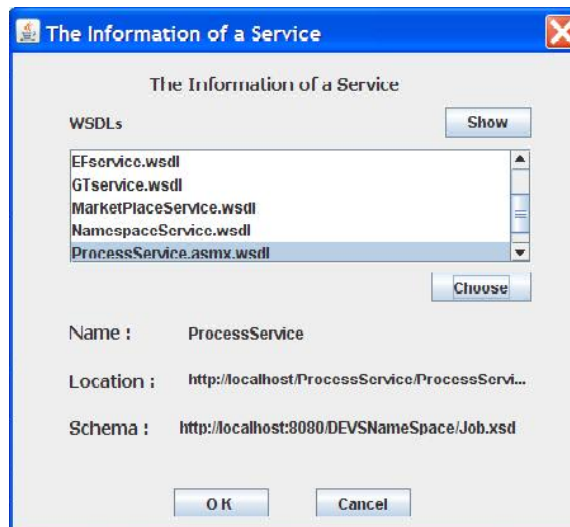 The Information of a Service
The Information of a Service
WSDLs
Show
EFservice.wsdl
GTservice.wsdl
MarketPlaceService.wsdl
NamespaceService.wsdl
ProcessService.asmx.wsdl
Choose
Name : ProcessService
Location : http://localhost/ProcessService/ProcessServi...
Schema : http://localhost:8080/DEVSNameSpace/Job.xsd
OK Cancel